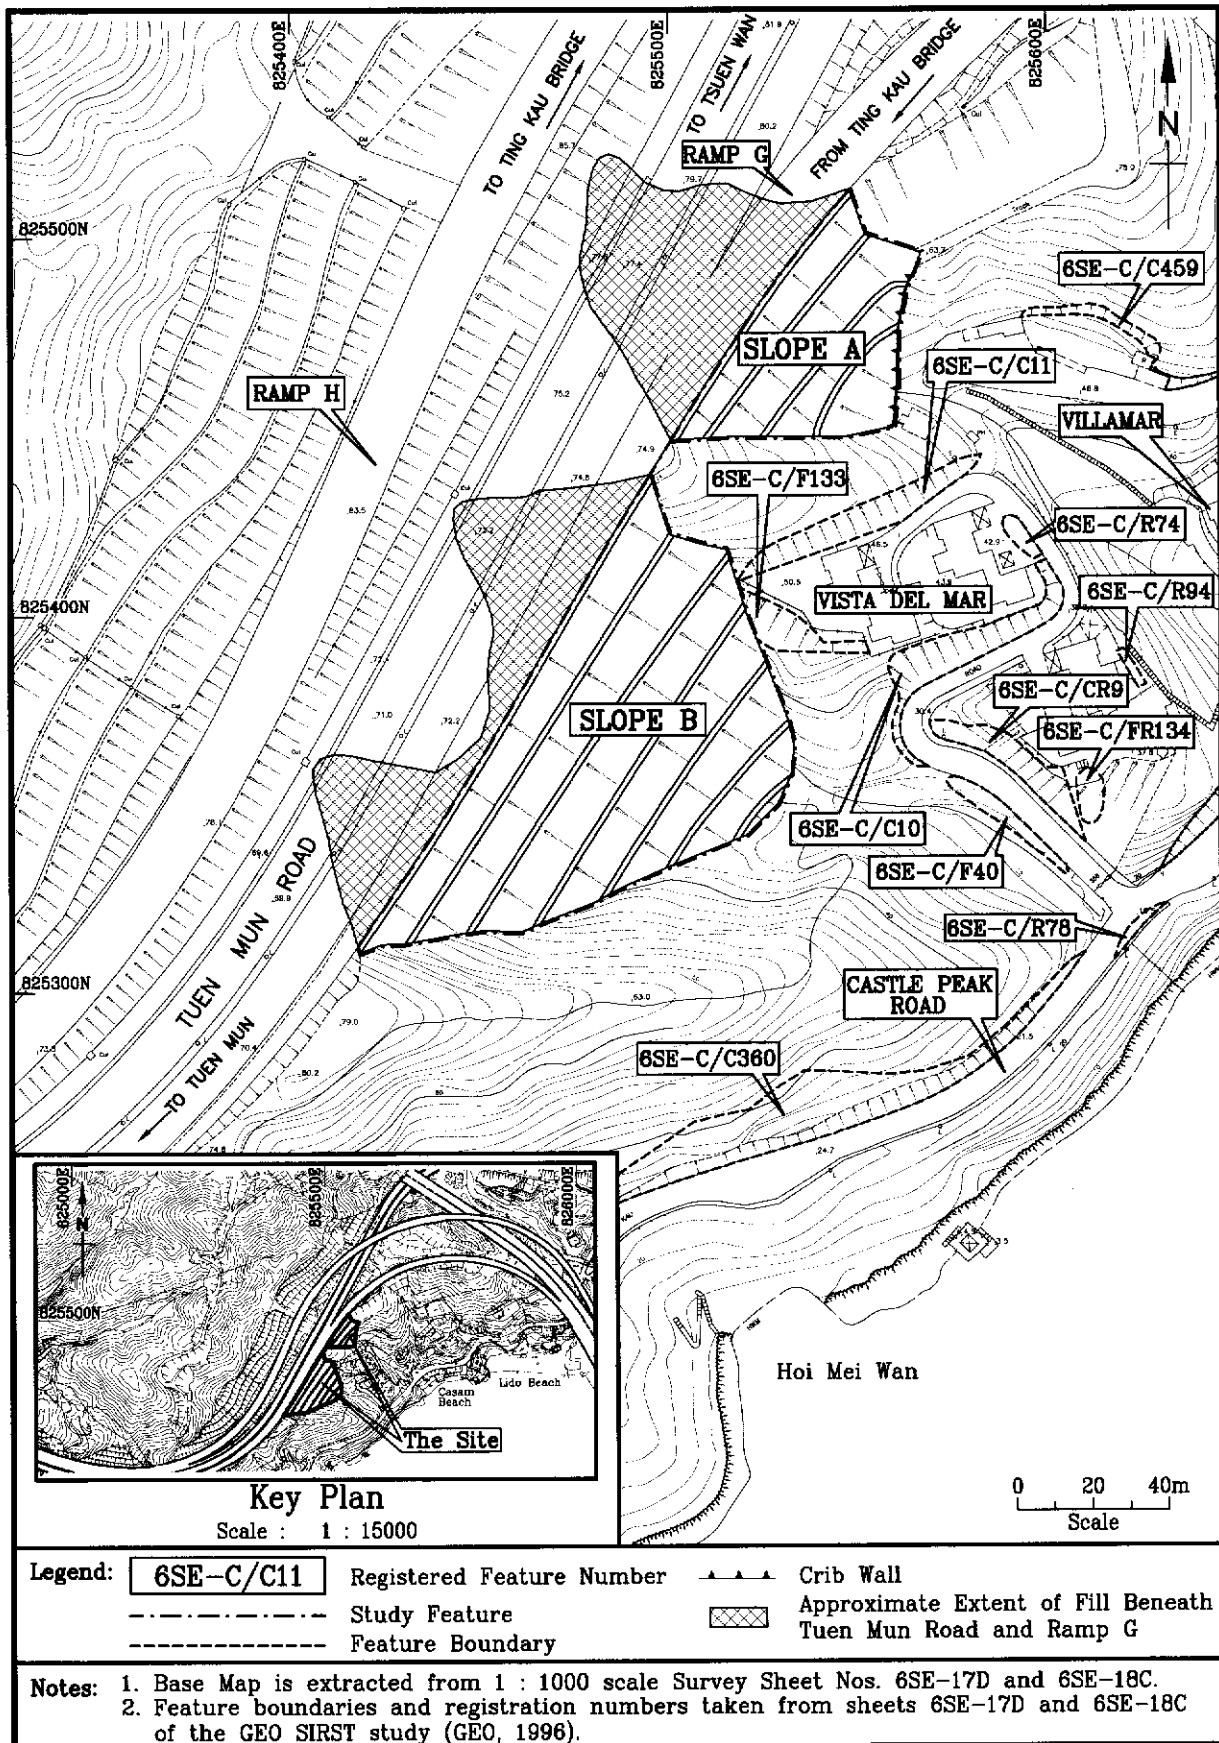 825400E
825500E
825600E
TO TING KAU BRIDGE
TO TSUEN WAN
FROM TING KAU BRIDGE
N
RAMP G
825500N
6SE-C/C459
SLOPE A
6SE-C/C11
RAMP H
VILLAMAR
6SE-C/F133
6SE-C/R74
VISTA DEL MAR
6SE-C/R94
825400N
ROAD
6SE-C/CR9
SLOPE B
6SE-C/FR134
6SE-C/C10
6SE-C/F40
6SE-C/R78
TUEN MUN ROAD
825300N
CASTLE PEAK
ROAD
TO TUEN MUN
6SE-C/C360
825000E
825500E
826000E
N
825500N
Casam
Beach
Lido Beach
The Site
Key Plan
Scale : 1 : 15000
Hoi Mei Wan
0 20 40m
Scale
Legend: 6SE-C/C11 Registered Feature Number Crib Wall
Study Feature Approximate Extent of Fill Beneath
Feature Boundary Tuen Mun Road and Ramp G
Notes: 1. Base Map is extracted from 1 : 1000 scale Survey Sheet Nos. 6SE-17D and 6SE-18C.
2. Feature boundaries and registration numbers taken from sheets 6SE-17D and 6SE-18C
of the GEO SIRST study (GEO, 1996).